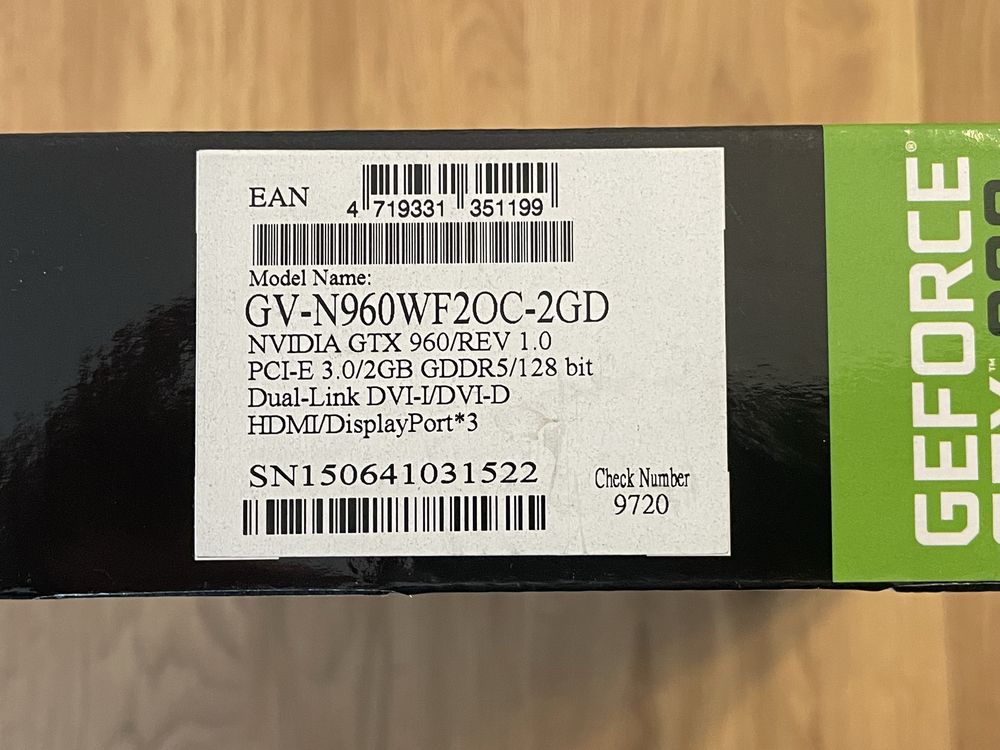 EAN
4 719331 351199
Model Name:
GV-N960WF2OC-2GD
NVIDIA GTX 960/REV 1.0
PCI-E 3.0/2GB GDDR5/128 bit
Dual-Link DVI-I/DVI-D
HDMI/DisplayPort*3
SN150641031522
Check Number
9720
GEFORCE®